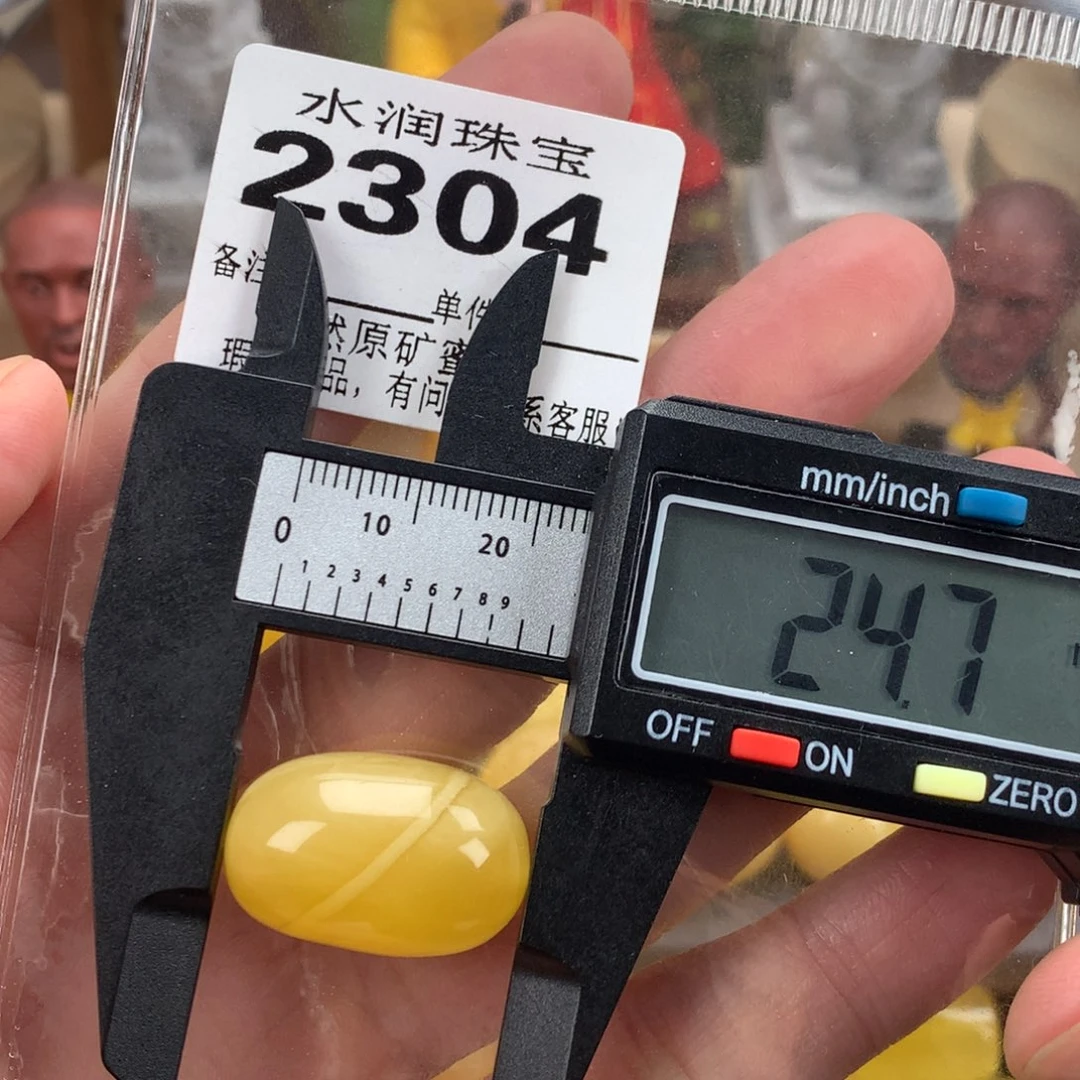 水润珠宝
2304
备注 单件
然原矿蜜
瑕 品，有问 系客服
mm/inch
0 10 20
1 2 3 4 5 6 7 8 9
24.7
OFF ON ZERO